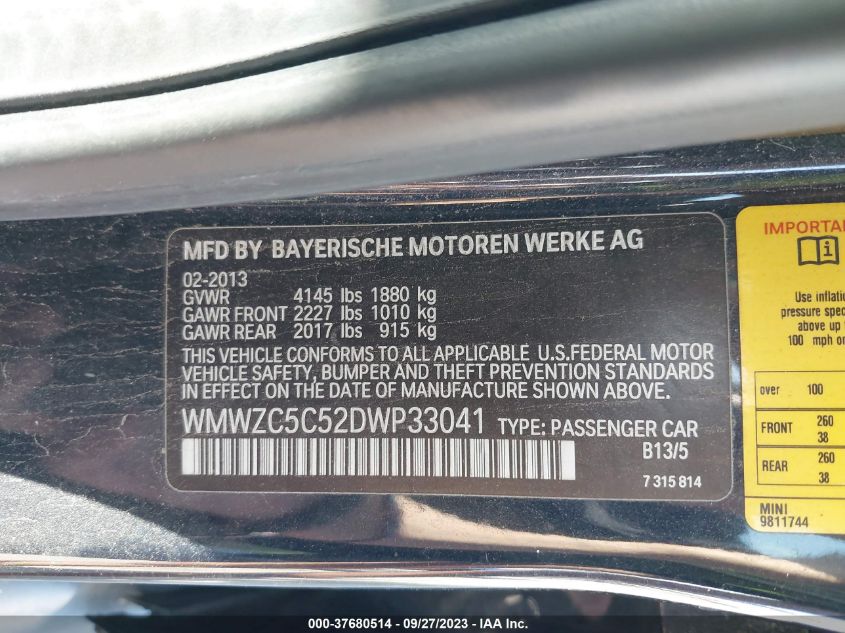 MFD BY BAYERISCHE MOTOREN WERKE AG
02-2013
GVWR 4145 lbs 1880 kg
GAWR FRONT 2227 lbs 1010 kg
GAWR REAR 2017 lbs 915 kg
THIS VEHICLE CONFORMS TO ALL APPLICABLE U.S.FEDERAL MOTOR
VEHICLE SAFETY, BUMPER AND THEFT PREVENTION STANDARDS
IN EFFECT ON THE DATE OF MANUFACTURE SHOWN ABOVE.
WMWZC5C52DWP33041 TYPE: PASSENGER CAR
B13/5
7 315 814
IMPORTA
i
Use inflati
pressure spec
above up
100 mph o
over 100
FRONT 260
38
REAR 260
38
MINI
9811744
000-37680514 / 09/27/2023 / IAA Inc.